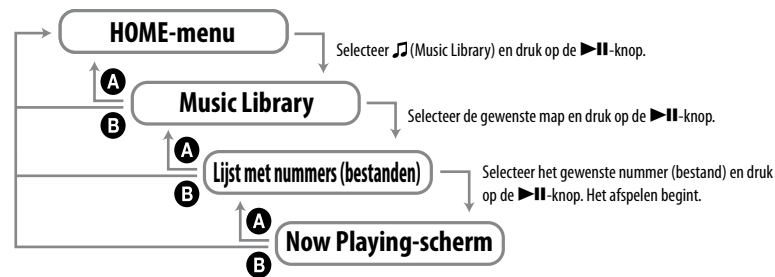 HOME-menu
Selecteer ♫ (Music Library) en druk op de ►II-knop.
A
B
Music Library
Selecteer de gewenste map en druk op de ►II-knop.
A
B
Lijst met nummers (bestanden)
Selecteer het gewenste nummer (bestand) en druk
op de ►II-knop. Het afspelen begint.
A
B
Now Playing-scherm